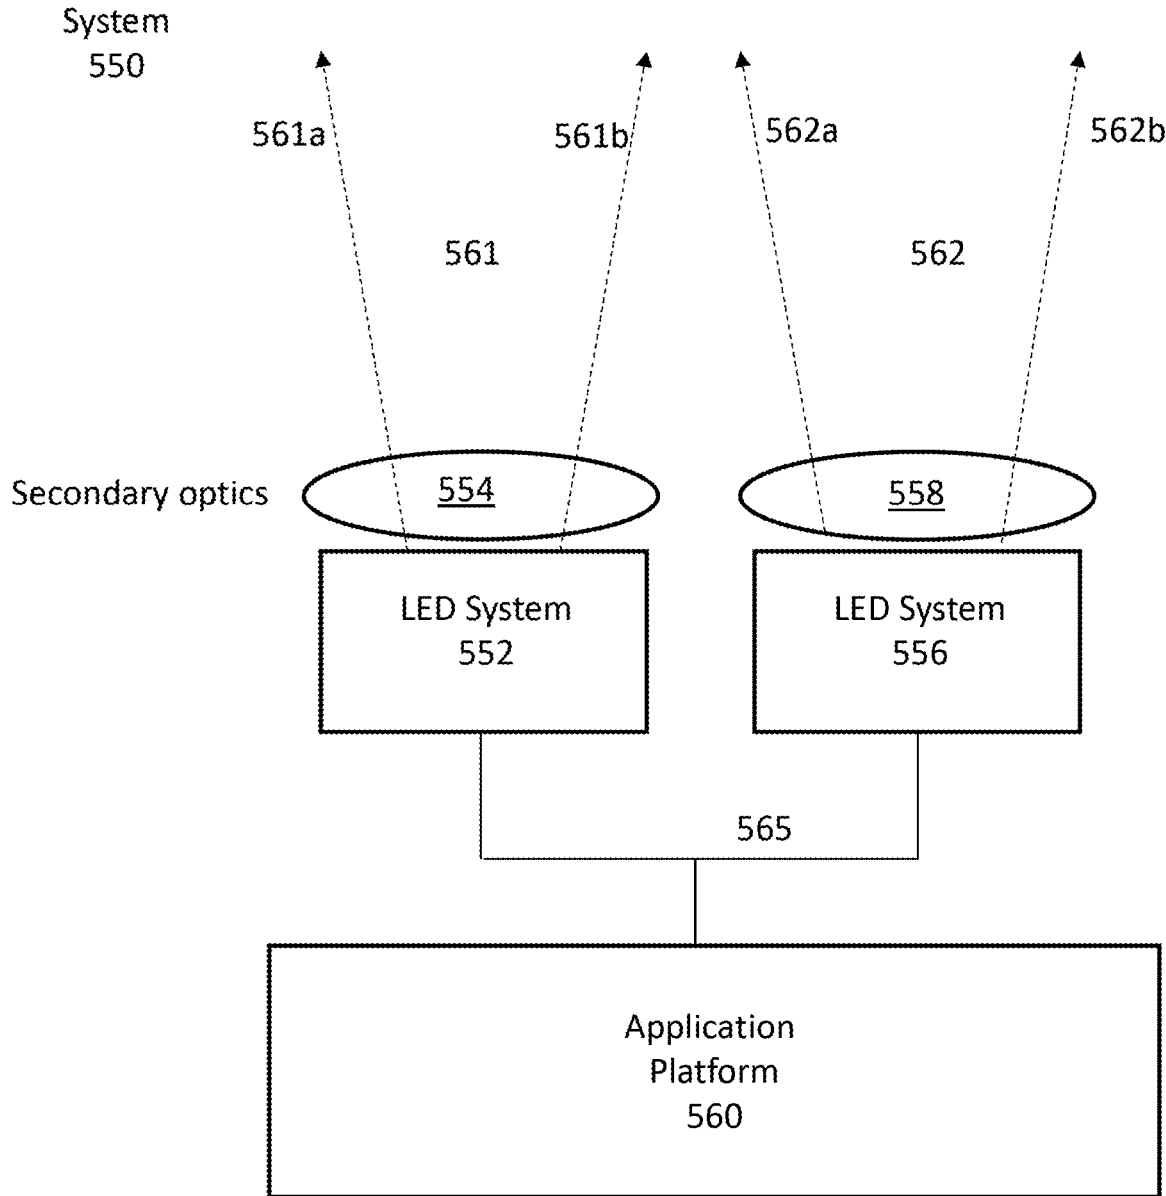 System
550
561a
561b
562a
562b
561
562
Secondary optics
554
558
LED System
552
LED System
556
565
Application
Platform
560